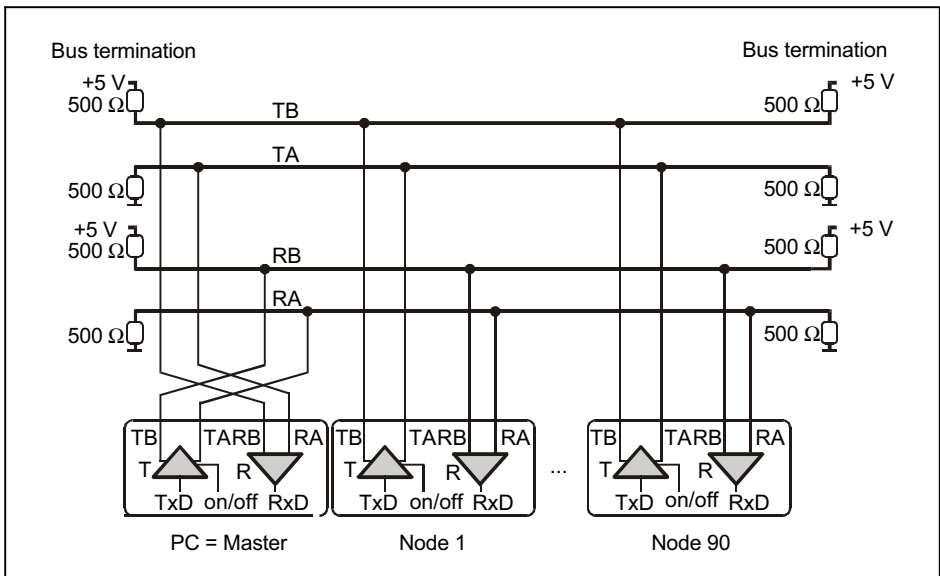 Bus termination Bus termination
+5 V +5 V
500 Ω 500 Ω
TB
TA
500 Ω 500 Ω
+5 V +5 V
500 Ω 500 Ω
RB
RA
500 Ω 500 Ω
TB TARB RA TB TARB RA TB TARB RA
T R T R ... T R
TxD on/off RxD TxD on/off RxD TxD on/off RxD
PC = Master Node 1 Node 90